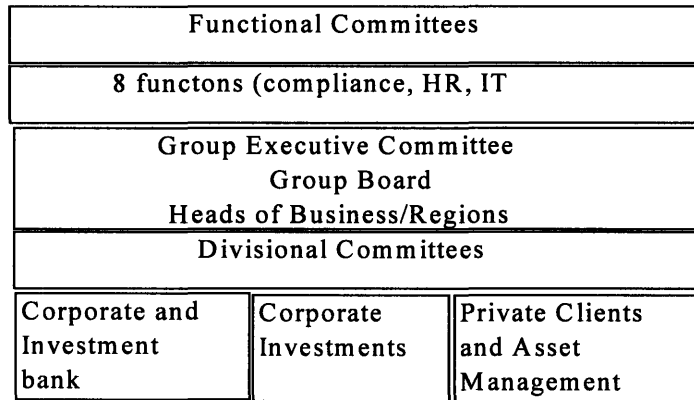 Functional Committees
8 functons (compliance, HR, IT
Group Executive Committee
Group Board
Heads of Business/Regions
Divisional Committees
Corporate and
Investment
bank
Corporate
Investments
Private Clients
and Asset
Management